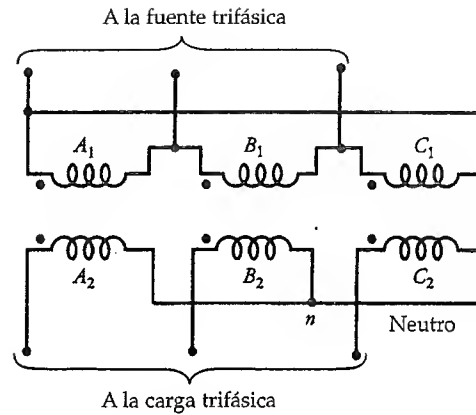 A la fuente trifásica
A₁ B₁ C₁
A₂ B₂ C₂
n
Neutro
A la carga trifásica